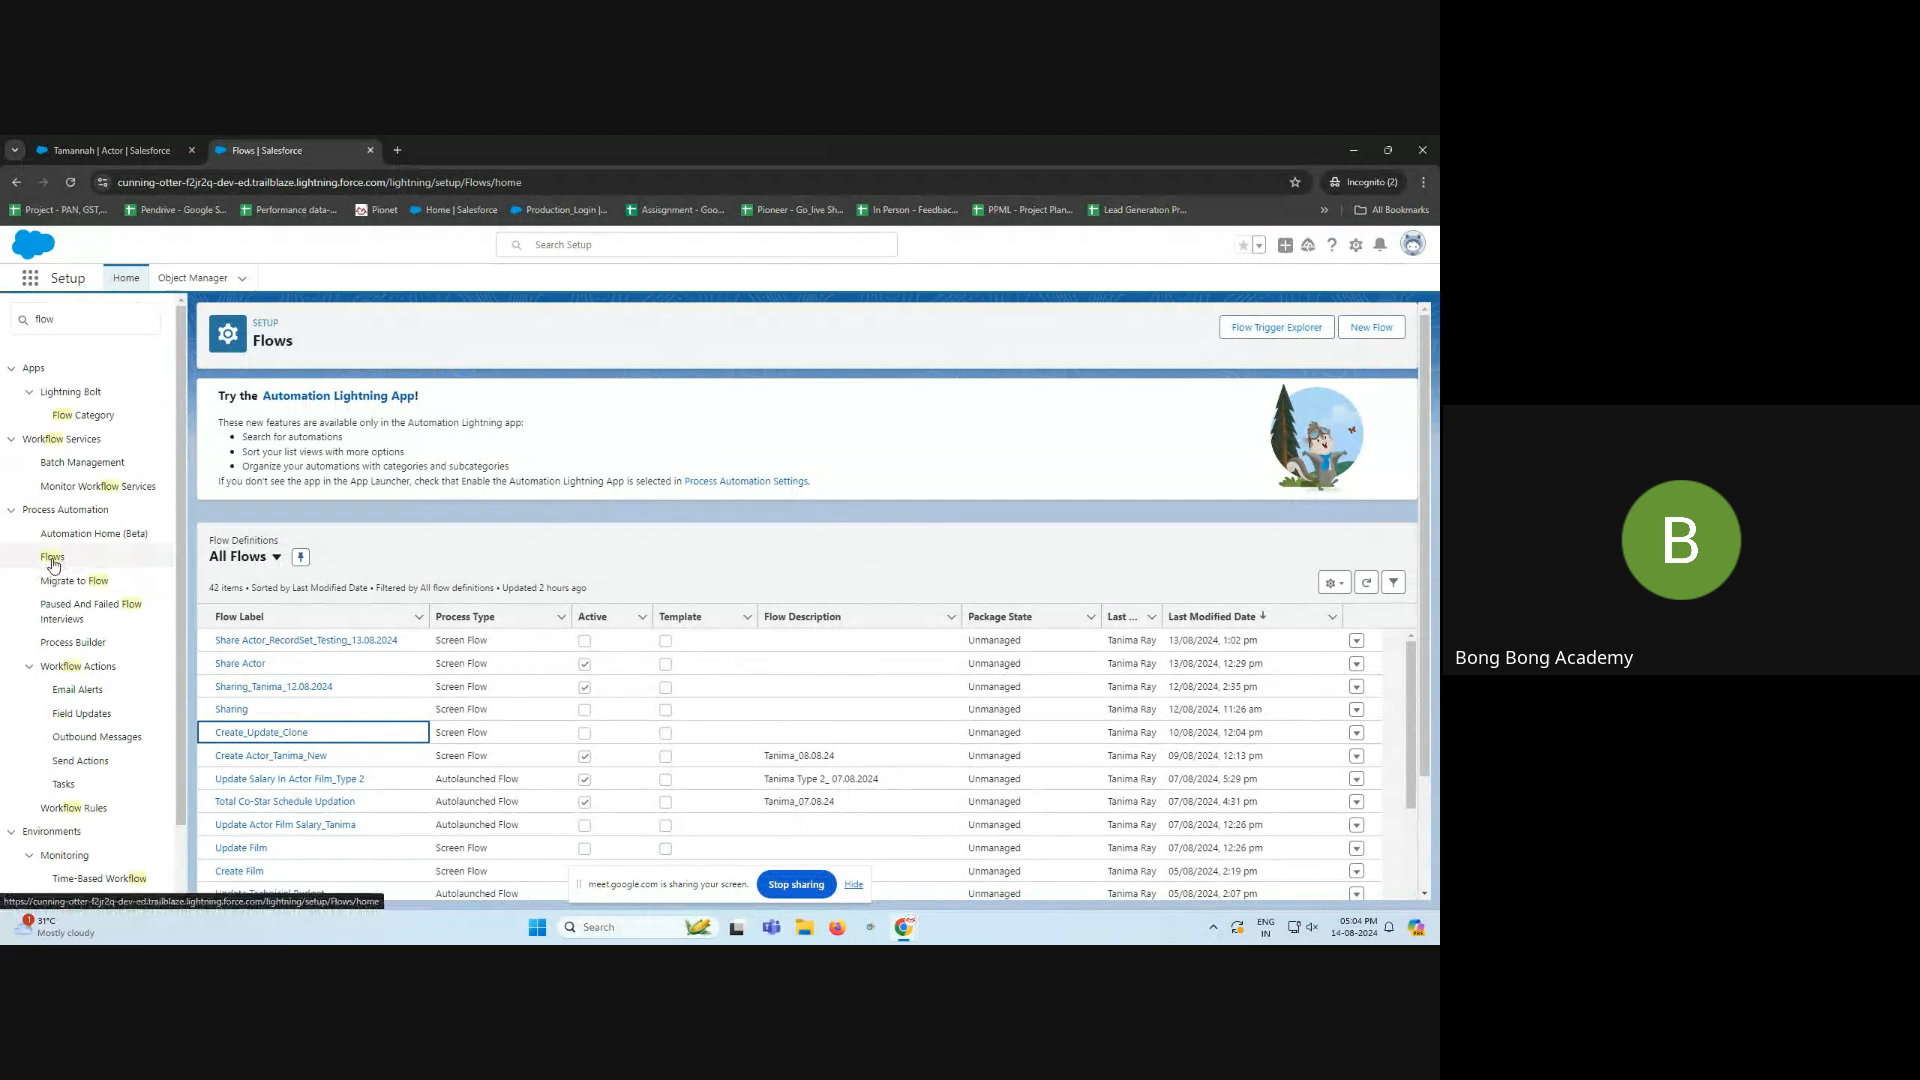 Tamannah | Actor | Salesforce
Flows | Salesforce
cunning-otter-f2jr2q-dev-ed.trailblaze.lightning.force.com/lightning/setup/Flows/home
Incognito (2)
Project - PAN, GST,...
Pendrive - Google S...
Performance data-...
Pionet
Home | Salesforce
Production_Login |...
Assisgnment - Goo...
Pioneer - Go_live Sh...
In Person - Feedbac...
PPML - Project Plan...
Lead Generation Pr...
All Bookmarks
Search Setup
Setup
Home
Object Manager
flow
Apps
Lightning Bolt
Flow Category
Workflow Services
Batch Management
Monitor Workflow Services
Process Automation
Automation Home (Beta)
Flows
Migrate to Flow
Paused And Failed Flow
Interviews
Process Builder
Workflow Actions
Email Alerts
Field Updates
Outbound Messages
Send Actions
Tasks
Workflow Rules
Environments
Monitoring
Time-Based Workflow
https://cunning-otter-f2jr2q-dev-ed.trailblaze.lightning.force.com/lightning/setup/Flows/home
SETUP
Flows
Flow Trigger Explorer
New Flow
Try the Automation Lightning App!
These new features are available only in the Automation Lightning app:
• Search for automations
• Sort your list views with more options
• Organize your automations with categories and subcategories
If you don't see the app in the App Launcher, check that Enable the Automation Lightning App is selected in Process Automation Settings.
Flow Definitions
All Flows
42 items • Sorted by Last Modified Date • Filtered by All flow definitions • Updated 2 hours ago
Flow Label Process Type Active Template Flow Description Package State Last ... Last Modified Date
Share Actor_RecordSet_Testing_13.08.2024 Screen Flow Unmanaged Tanima Ray 13/08/2024, 1:02 pm
Share Actor Screen Flow Unmanaged Tanima Ray 13/08/2024, 12:29 pm
Sharing_Tanima_12.08.2024 Screen Flow Unmanaged Tanima Ray 12/08/2024, 2:35 pm
Sharing Screen Flow Unmanaged Tanima Ray 12/08/2024, 11:26 am
Create_Update_Clone Screen Flow Unmanaged Tanima Ray 10/08/2024, 12:04 pm
Create Actor_Tanima_New Screen Flow Tanima_08.08.24 Unmanaged Tanima Ray 09/08/2024, 12:13 pm
Update Salary In Actor Film_Type 2 Autolaunched Flow Tanima Type 2_ 07.08.2024 Unmanaged Tanima Ray 07/08/2024, 5:29 pm
Total Co-Star Schedule Updation Autolaunched Flow Tanima_07.08.24 Unmanaged Tanima Ray 07/08/2024, 4:31 pm
Update Actor Film Salary_Tanima Autolaunched Flow Unmanaged Tanima Ray 07/08/2024, 12:26 pm
Update Film Screen Flow Unmanaged Tanima Ray 07/08/2024, 12:26 pm
Create Film Screen Flow Unmanaged Tanima Ray 05/08/2024, 2:19 pm
Update Technicial Budget Autolaunched Flow Unmanaged Tanima Ray 05/08/2024, 2:07 pm
meet.google.com is sharing your screen.
Stop sharing
Hide
1
31°C
Mostly cloudy
Search
ENG
IN
05:04 PM
14-08-2024
B
Bong Bong Academy